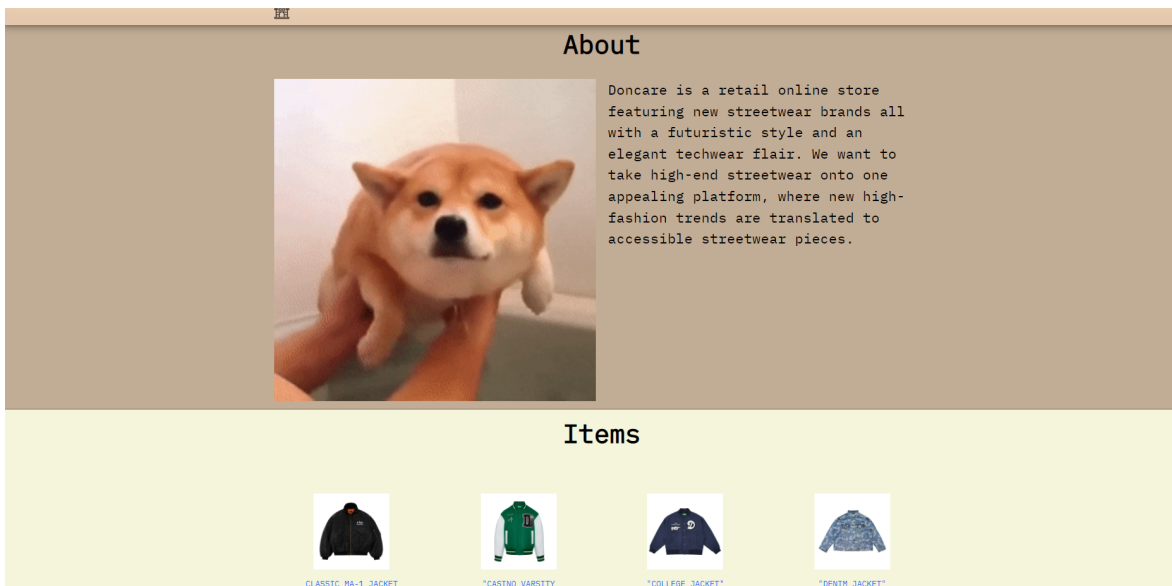 About
Doncare is a retail online store
featuring new streetwear brands all
with a futuristic style and an
elegant techwear flair. We want to
take high-end streetwear onto one
appealing platform, where new high-
fashion trends are translated to
accessible streetwear pieces.
Items
CLASSIC MA-1 JACKET
"CASINO VARSITY
"COLLEGE JACKET"
"DENIM JACKET"